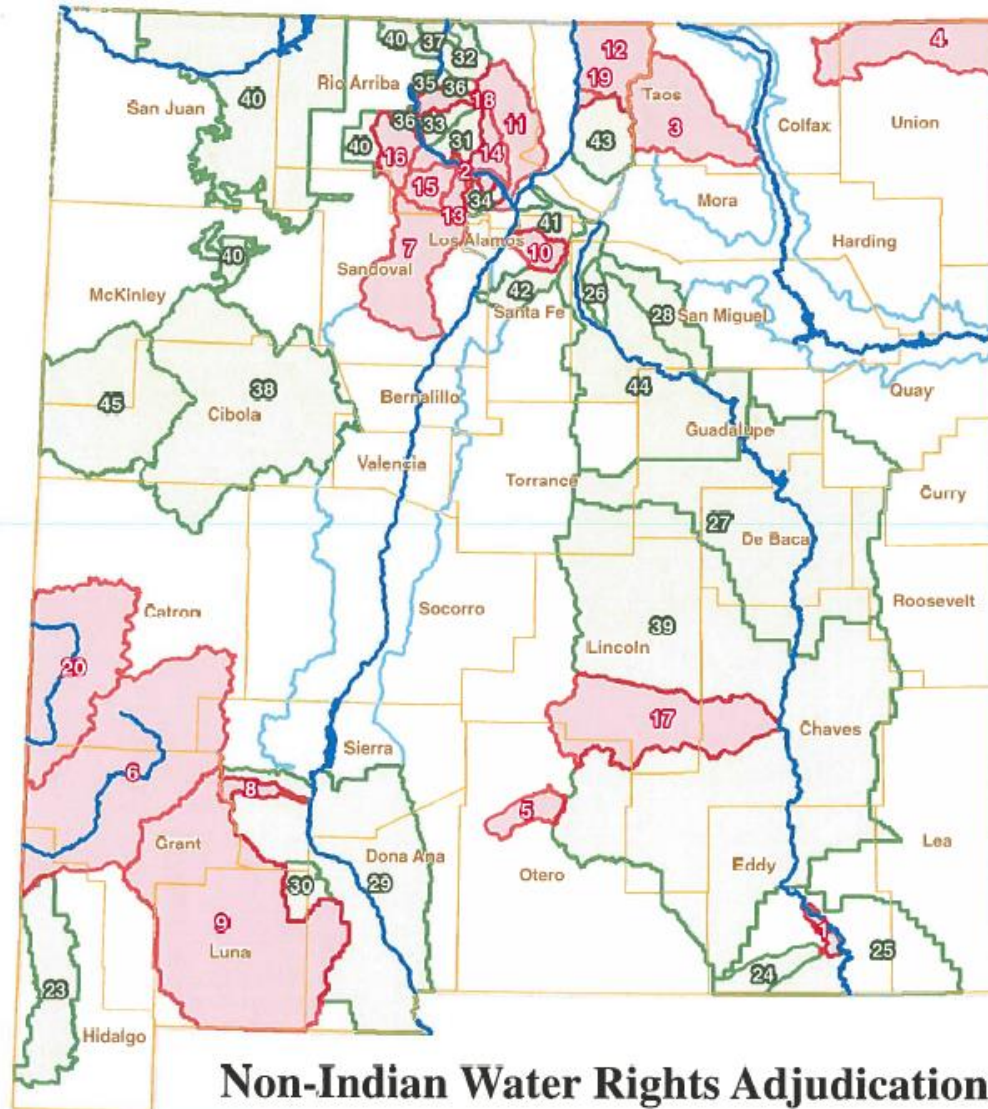 4
40
37
12
32
Rio Arriba
35
36
19
Taos
San Juan
40
18
Colfax
Union
36
33
11
3
31
43
40
16
14
2
15
34
Mora
13
41
7
Los Alamos
10
Harding
40
Sandoval
42
26
McKinley
Santa Fe
28
San Miguel
45
38
Bernalillo
44
Quay
Cibola
Guadalupe
Valencia
Torrance
Curry
27
De Baca
Catron
Socorro
Roosevelt
39
Lincoln
20
17
Chaves
Sierra
6
8
5
Grant
Dona Ana
Lea
Eddy
30
29
Otero
9
1
Luna
25
24
23
Hidalgo
Non-Indian Water Rights Adjudication